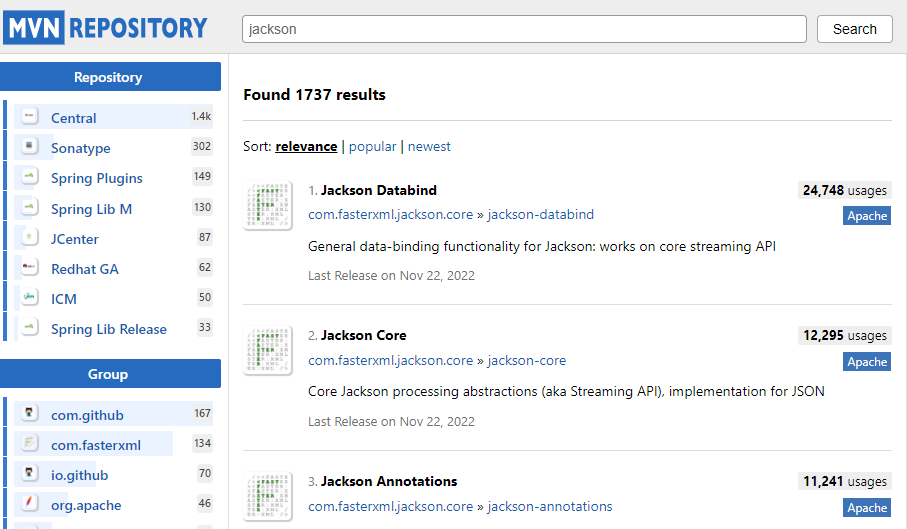 MVN REPOSITORY
jackson
Search
Repository
Central 1.4k
Sonatype 302
Spring Plugins 149
Spring Lib M 130
JCenter 87
Redhat GA 62
ICM 50
Spring Lib Release 33
Group
com.github 167
com.fasterxml 134
io.github 70
org.apache 46
Found 1737 results
Sort: relevance | popular | newest
1. Jackson Databind 24,748 usages
com.fasterxml.jackson.core » jackson-databind Apache
General data-binding functionality for Jackson: works on core streaming API
Last Release on Nov 22, 2022
2. Jackson Core 12,295 usages
com.fasterxml.jackson.core » jackson-core Apache
Core Jackson processing abstractions (aka Streaming API), implementation for JSON
Last Release on Nov 22, 2022
3. Jackson Annotations 11,241 usages
com.fasterxml.jackson.core » jackson-annotations Apache